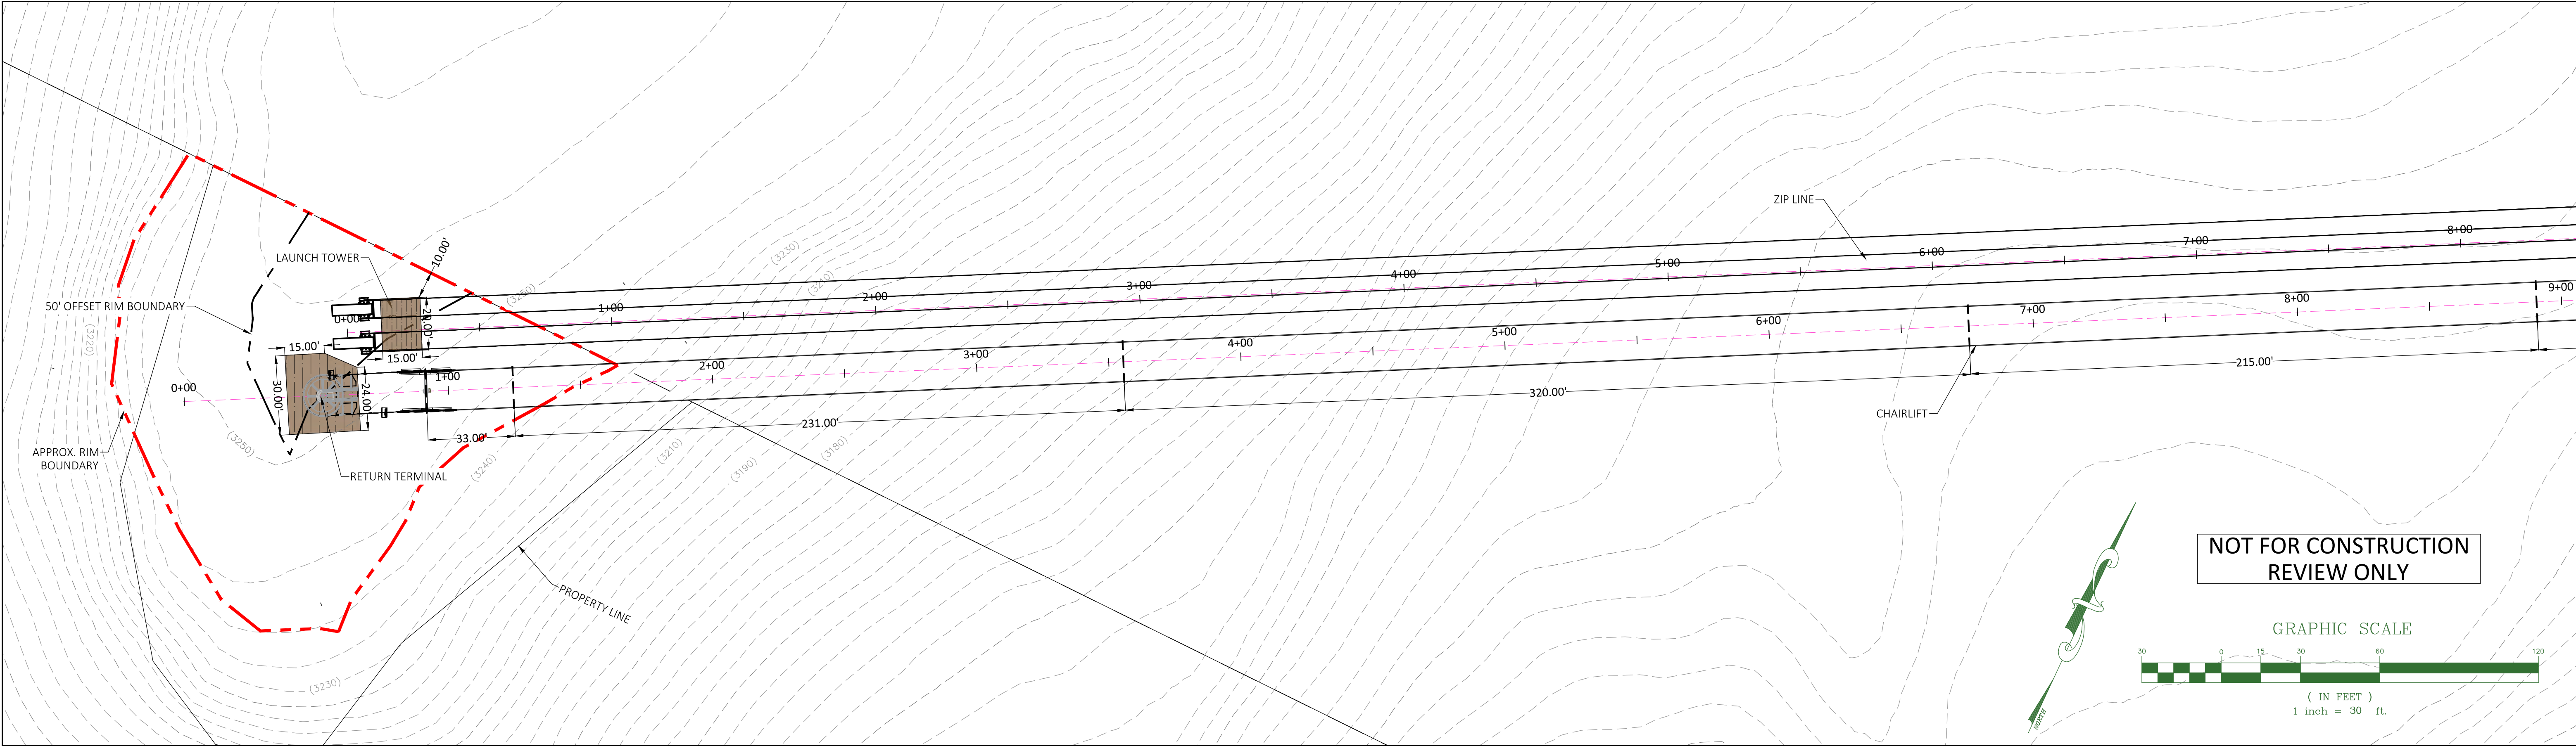 ZIP LINE
LAUNCH TOWER
10.00'
50' OFFSET RIM BOUNDARY
(3220)
(3230)
(3240)
(3250)
20.00'
15.00'
15.00'
30.00'
24.00'
0+00
1+00
2+00
3+00
4+00
5+00
6+00
7+00
8+00
0+00
1+00
2+00
3+00
4+00
5+00
6+00
7+00
8+00
9+00
33.00'
231.00'
320.00'
215.00'
CHAIRLIFT
APPROX. RIM
BOUNDARY
RETURN TERMINAL
(3250)
(3240)
(3210)
(3190)
(3180)
(3230)
PROPERTY LINE
NORTH
NOT FOR CONSTRUCTION
REVIEW ONLY
GRAPHIC SCALE
30 0 15 30 60 120
( IN FEET )
1 inch = 30 ft.